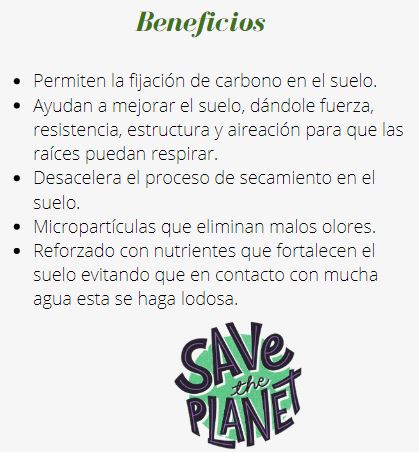 Beneficios
• Permiten la fijación de carbono en el suelo.
• Ayudan a mejorar el suelo, dándole fuerza,
resistencia, estructura y aireación para que las
raíces puedan respirar.
• Desacelera el proceso de secamiento en el
suelo.
• Micropartículas que eliminan malos olores.
• Reforzado con nutrientes que fortalecen el
suelo evitando que en contacto con mucha
agua esta se haga lodosa.
SAVe
the
PLANET